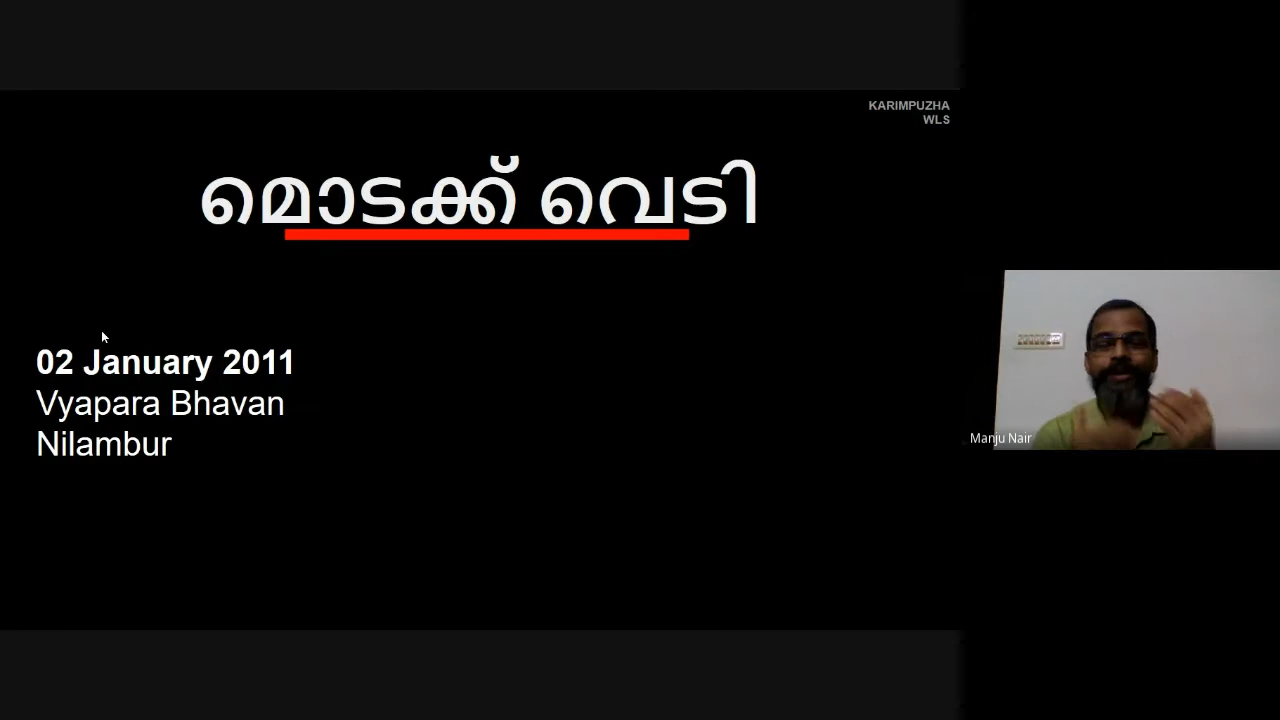 KARIMPUZHA
WLS
മൊടക്ക് വെടി
02 January 2011
Vyapara Bhavan
Nilambur
Manju Nair